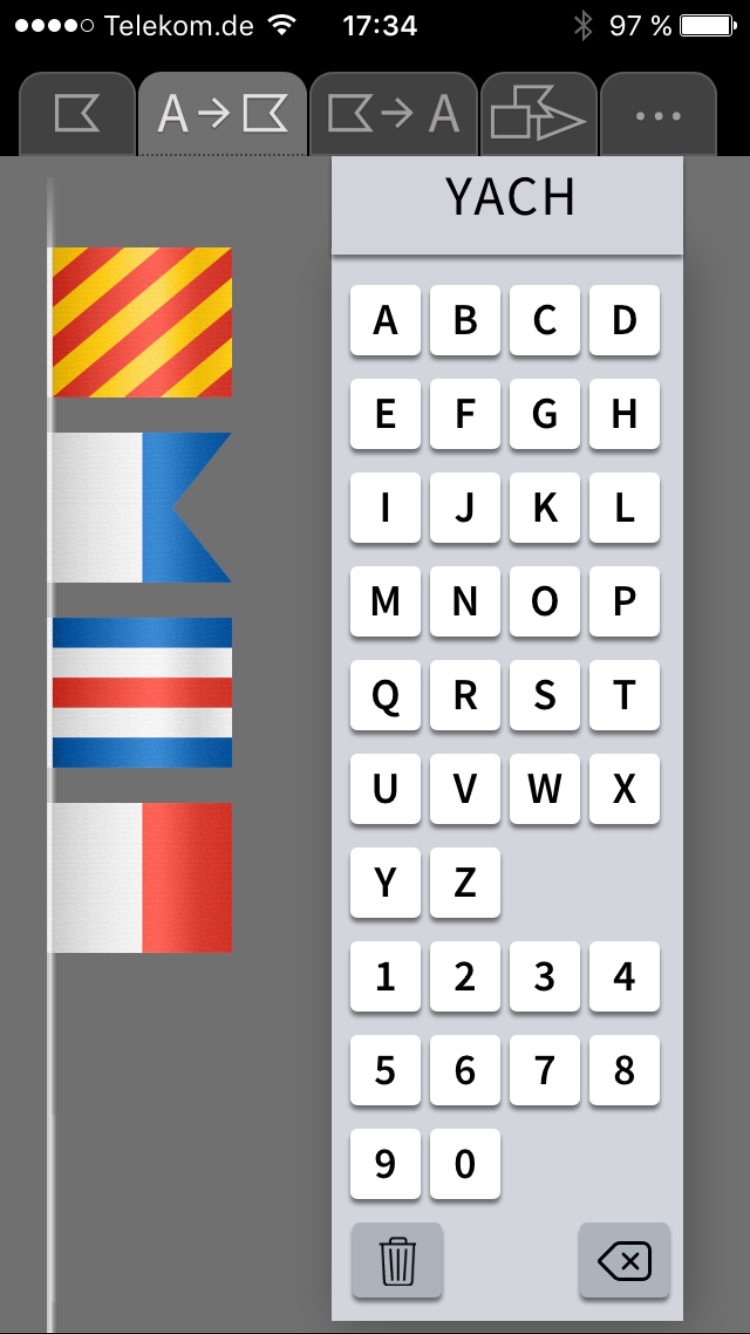 Telekom.de 17:34 97 %
A → → A ...
YACH
A B C D
E F G H
I J K L
M N O P
Q R S T
U V W X
Y Z
1 2 3 4
5 6 7 8
9 0